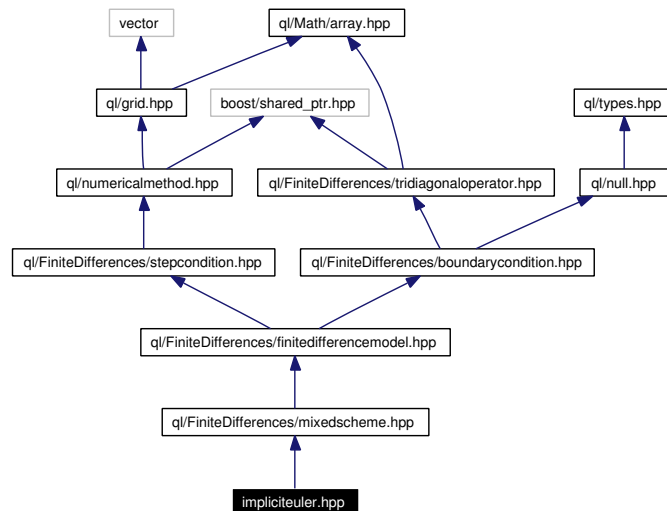 vector
ql/Math/array.hpp
ql/grid.hpp
boost/shared_ptr.hpp
ql/types.hpp
ql/numericalmethod.hpp
ql/FiniteDifferences/tridiagonaloperator.hpp
ql/null.hpp
ql/FiniteDifferences/stepcondition.hpp
ql/FiniteDifferences/boundarycondition.hpp
ql/FiniteDifferences/finitedifferencemodel.hpp
ql/FiniteDifferences/mixedscheme.hpp
impliciteuler.hpp